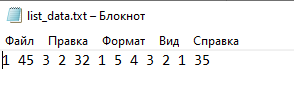 list_data.txt – Блокнот
Файл Правка Формат Вид Справка
1 45 3 2 32 1 5 4 3 2 1 35